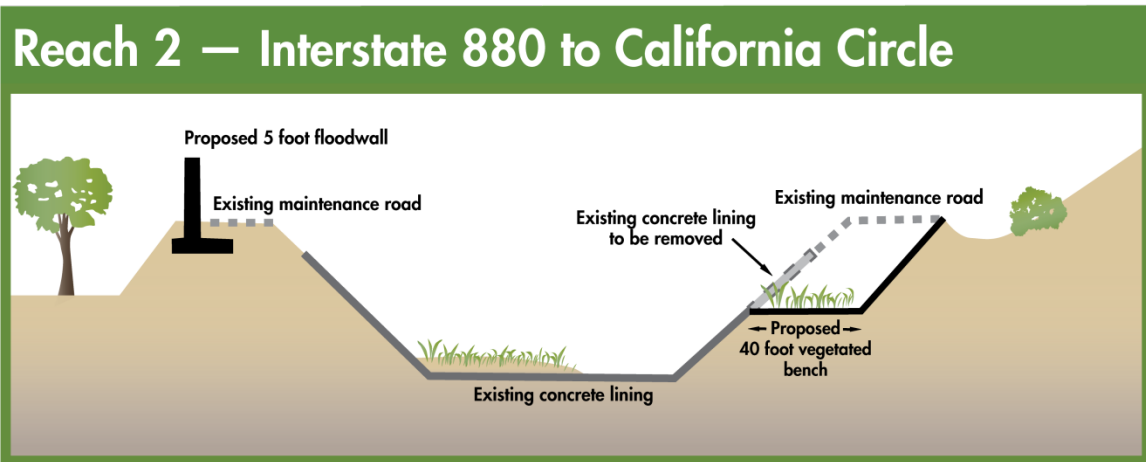 Reach 2 — Interstate 880 to California Circle
Proposed 5 foot floodwall
Existing maintenance road
Existing concrete lining
to be removed
Existing maintenance road
Proposed
40 foot vegetated
bench
Existing concrete lining